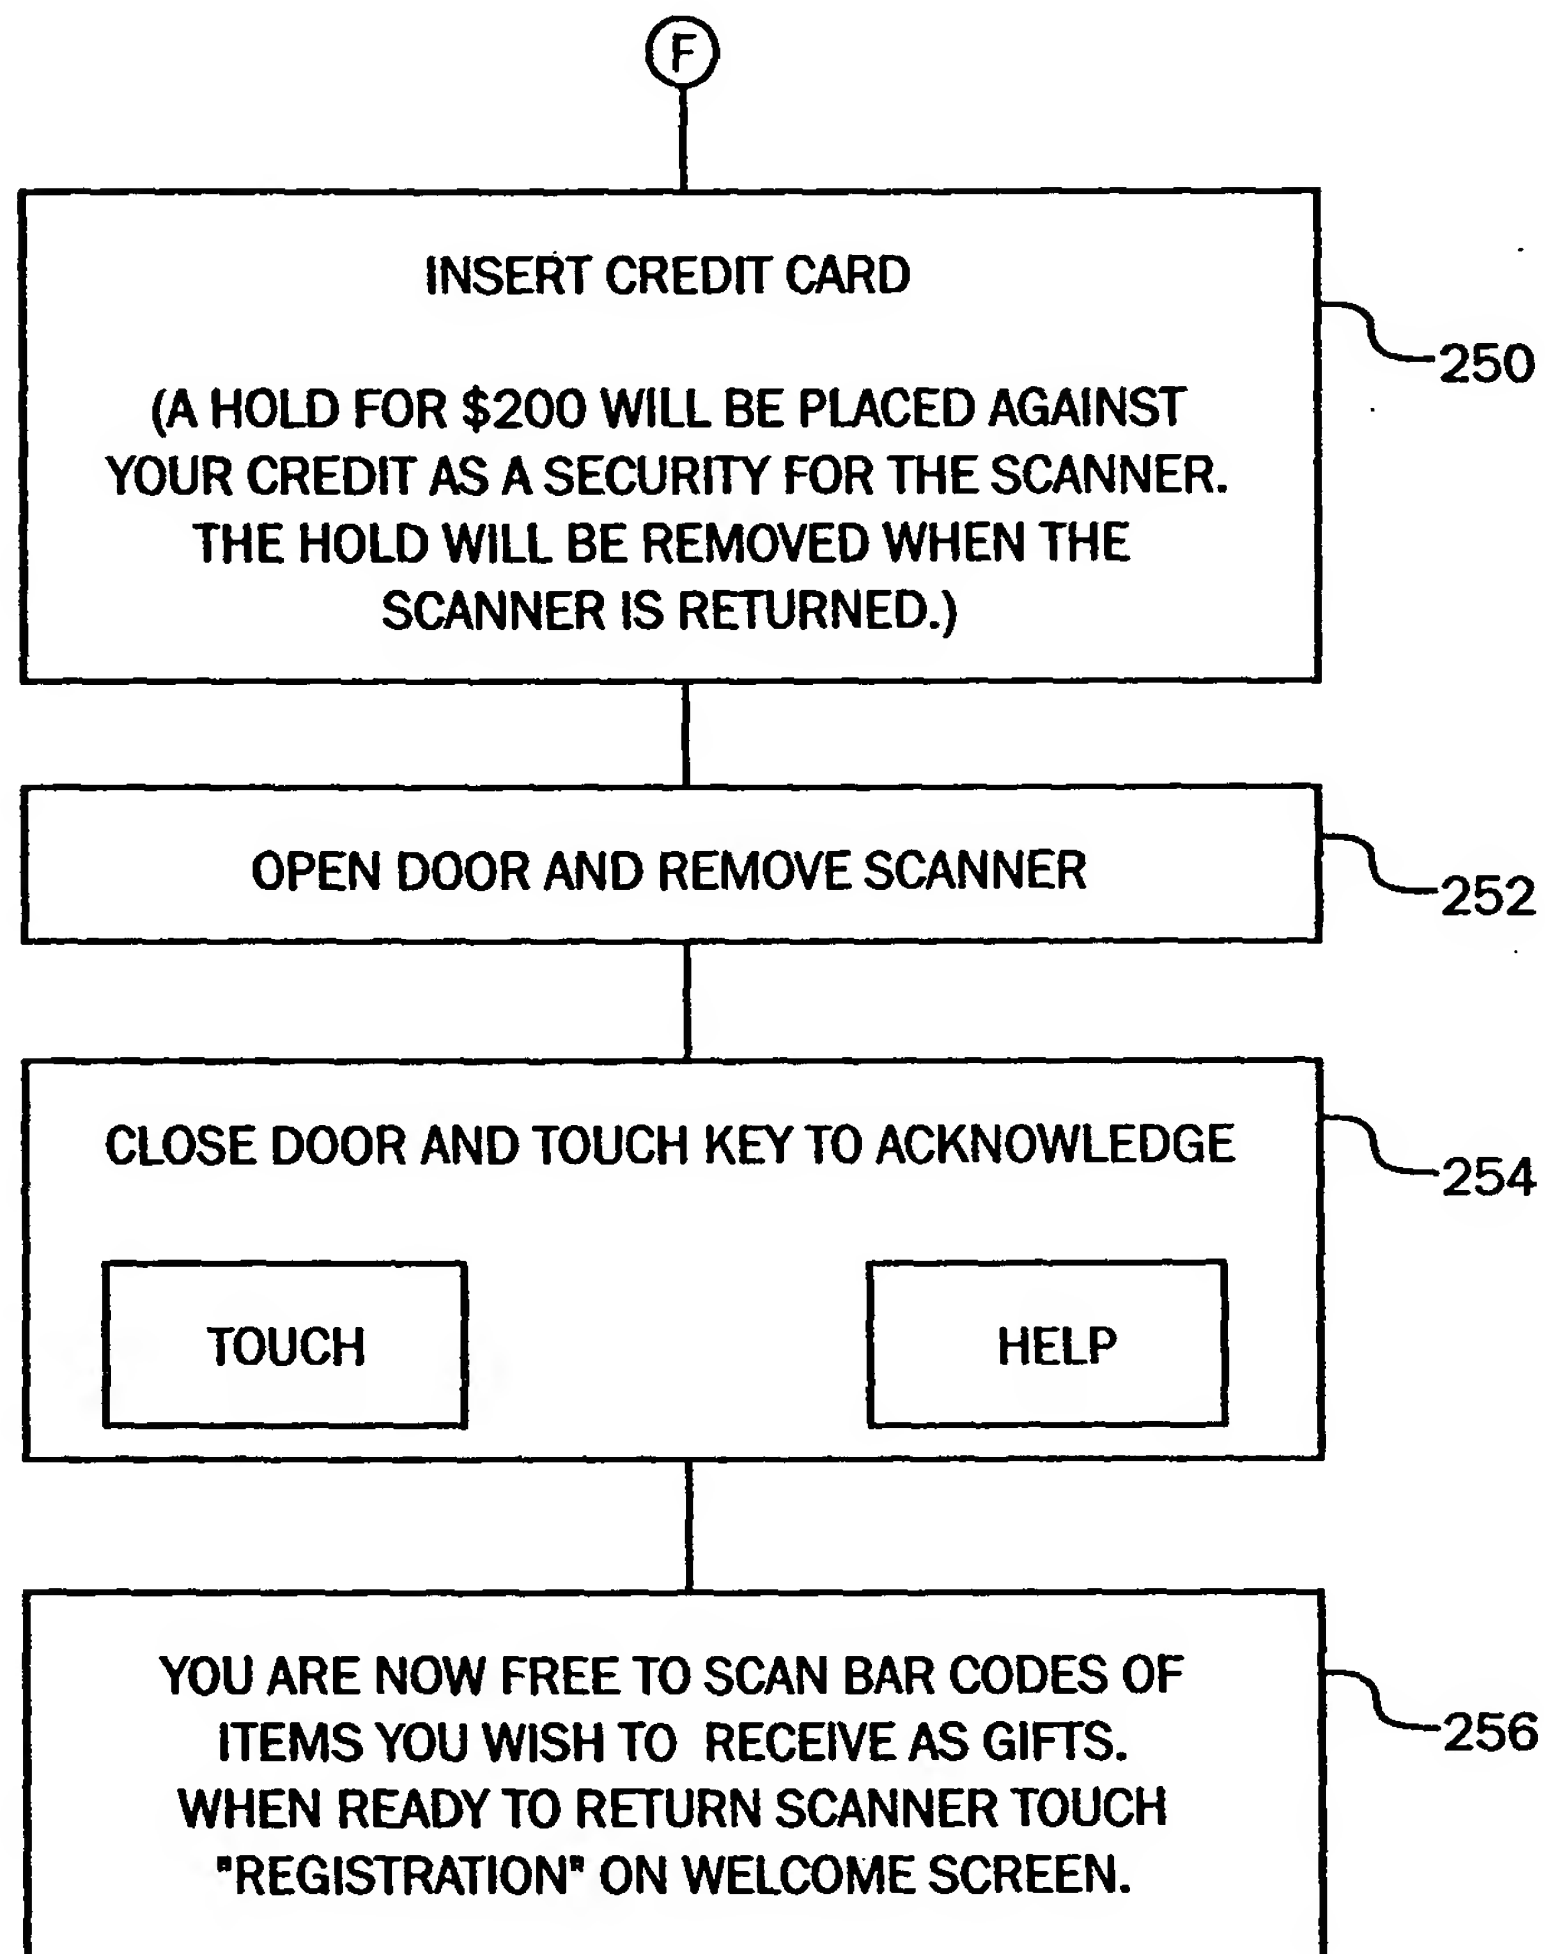 F
INSERT CREDIT CARD
250
(A HOLD FOR $200 WILL BE PLACED AGAINST
YOUR CREDIT AS A SECURITY FOR THE SCANNER.
THE HOLD WILL BE REMOVED WHEN THE
SCANNER IS RETURNED.)
OPEN DOOR AND REMOVE SCANNER
252
CLOSE DOOR AND TOUCH KEY TO ACKNOWLEDGE
254
TOUCH
HELP
YOU ARE NOW FREE TO SCAN BAR CODES OF
256
ITEMS YOU WISH TO RECEIVE AS GIFTS.
WHEN READY TO RETURN SCANNER TOUCH
"REGISTRATION" ON WELCOME SCREEN.